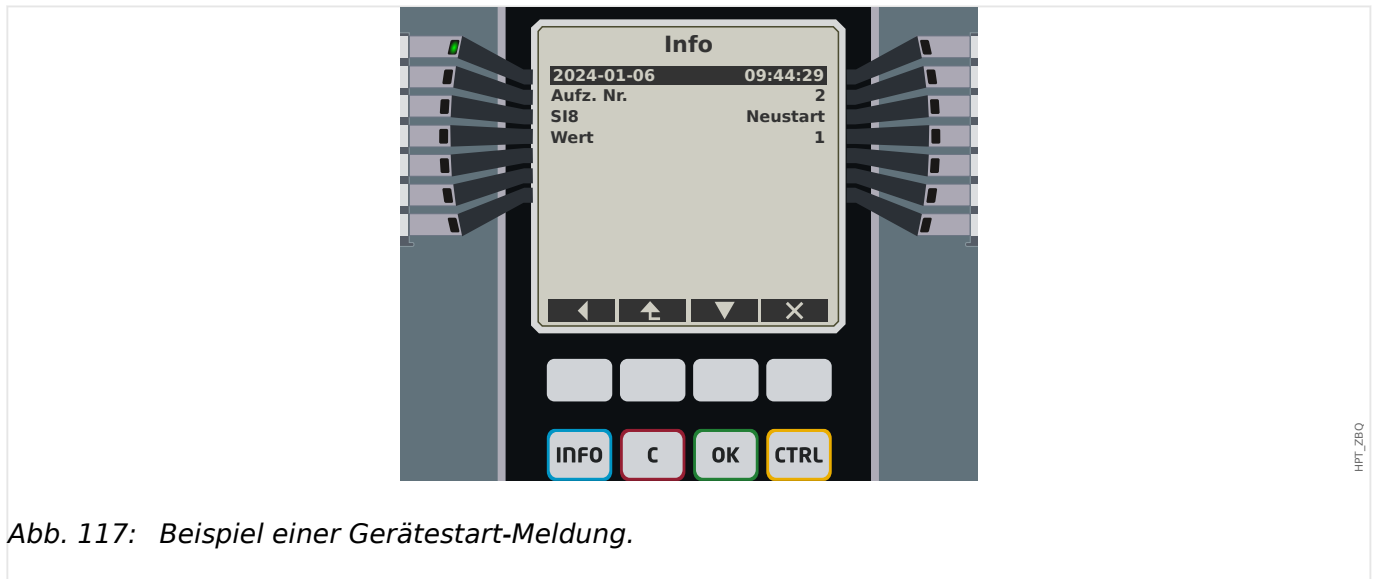 Info
2024-01-06 09:44:29
Aufz. Nr. 2
SI8 Neustart
Wert 1
INFO C OK CTRL
HPT_ZBQ
Abb. 117: Beispiel einer Gerätestart-Meldung.